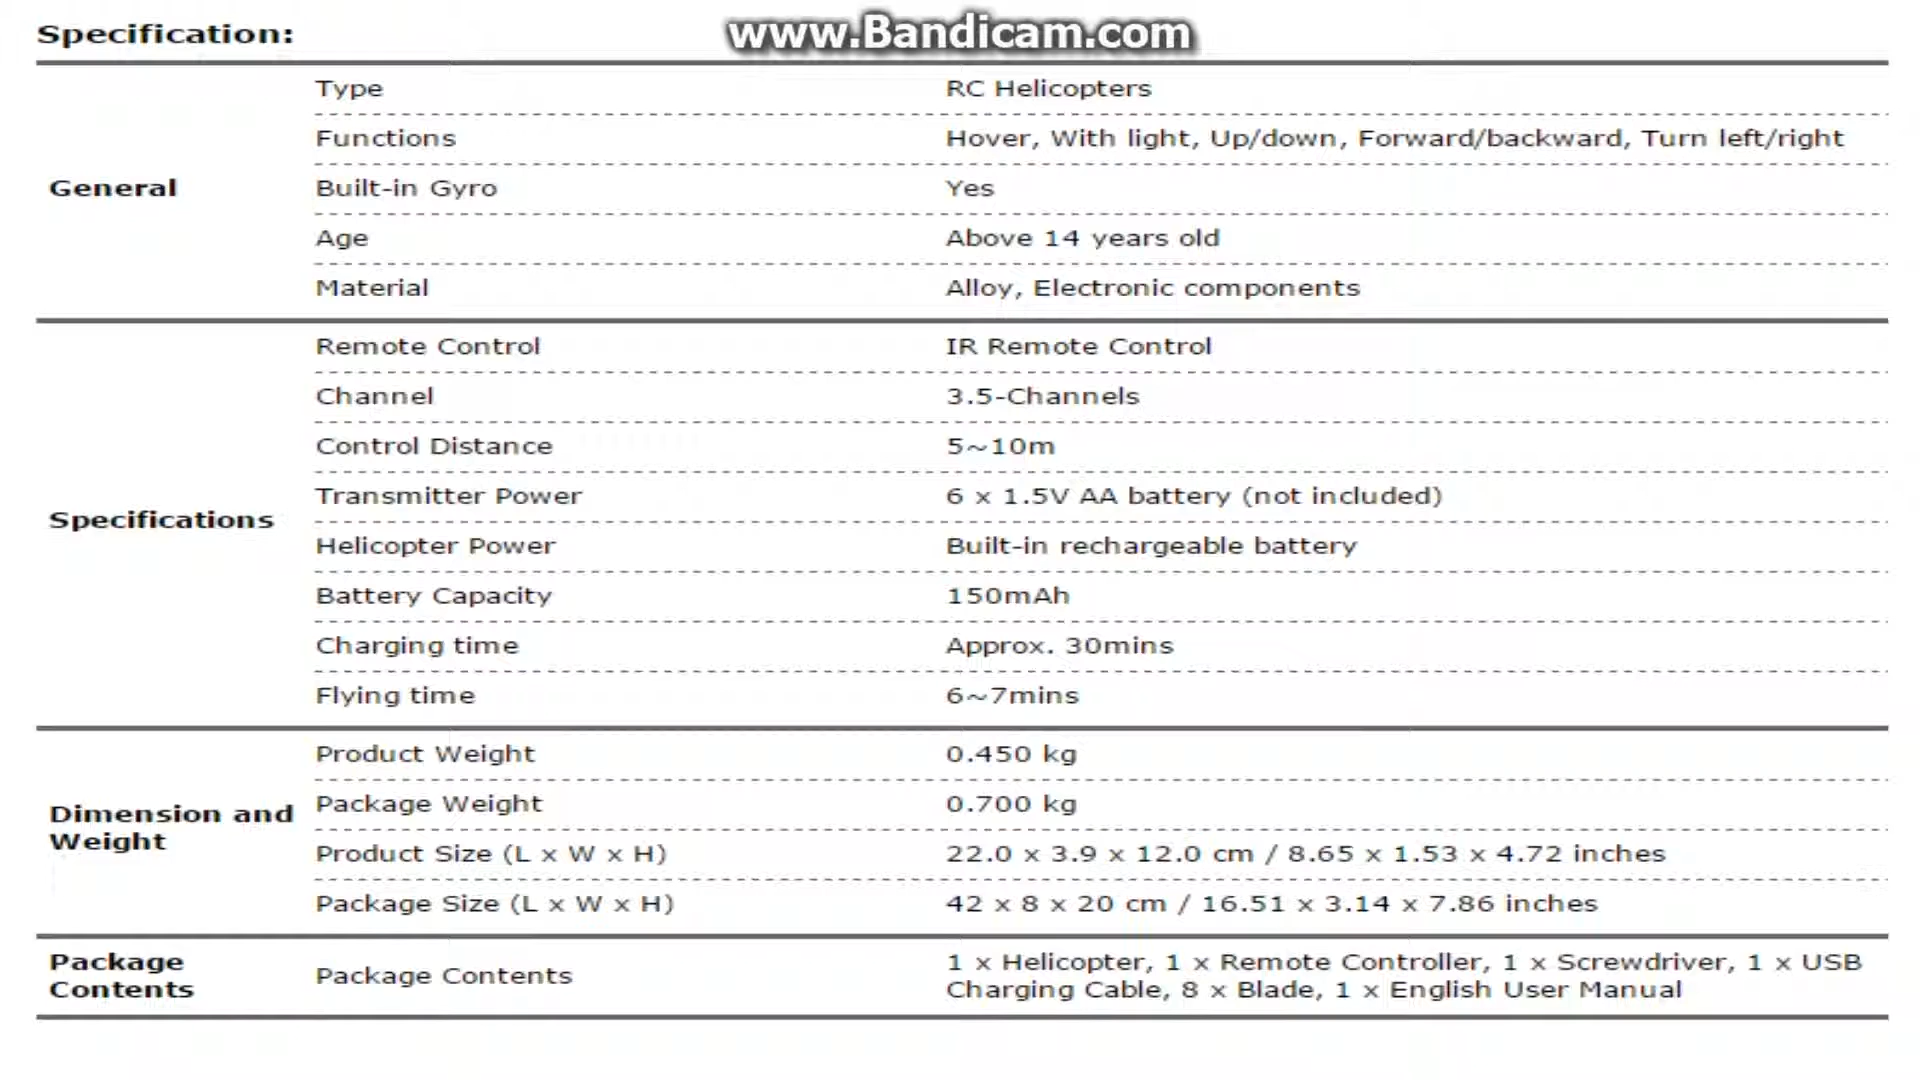 Specification:
www.Bandicam.com
General
Type RC Helicopters
Functions Hover, With light, Up/down, Forward/backward, Turn left/right
Built-in Gyro Yes
Age Above 14 years old
Material Alloy, Electronic components
Specifications
Remote Control IR Remote Control
Channel 3.5-Channels
Control Distance 5~10m
Transmitter Power 6 x 1.5V AA battery (not included)
Helicopter Power Built-in rechargeable battery
Battery Capacity 150mAh
Charging time Approx. 30mins
Flying time 6~7mins
Dimension and
Weight
Product Weight 0.450 kg
Package Weight 0.700 kg
Product Size (L x W x H) 22.0 x 3.9 x 12.0 cm / 8.65 x 1.53 x 4.72 inches
Package Size (L x W x H) 42 x 8 x 20 cm / 16.51 x 3.14 x 7.86 inches
Package
Contents
Package Contents
1 x Helicopter, 1 x Remote Controller, 1 x Screwdriver, 1 x USB
Charging Cable, 8 x Blade, 1 x English User Manual